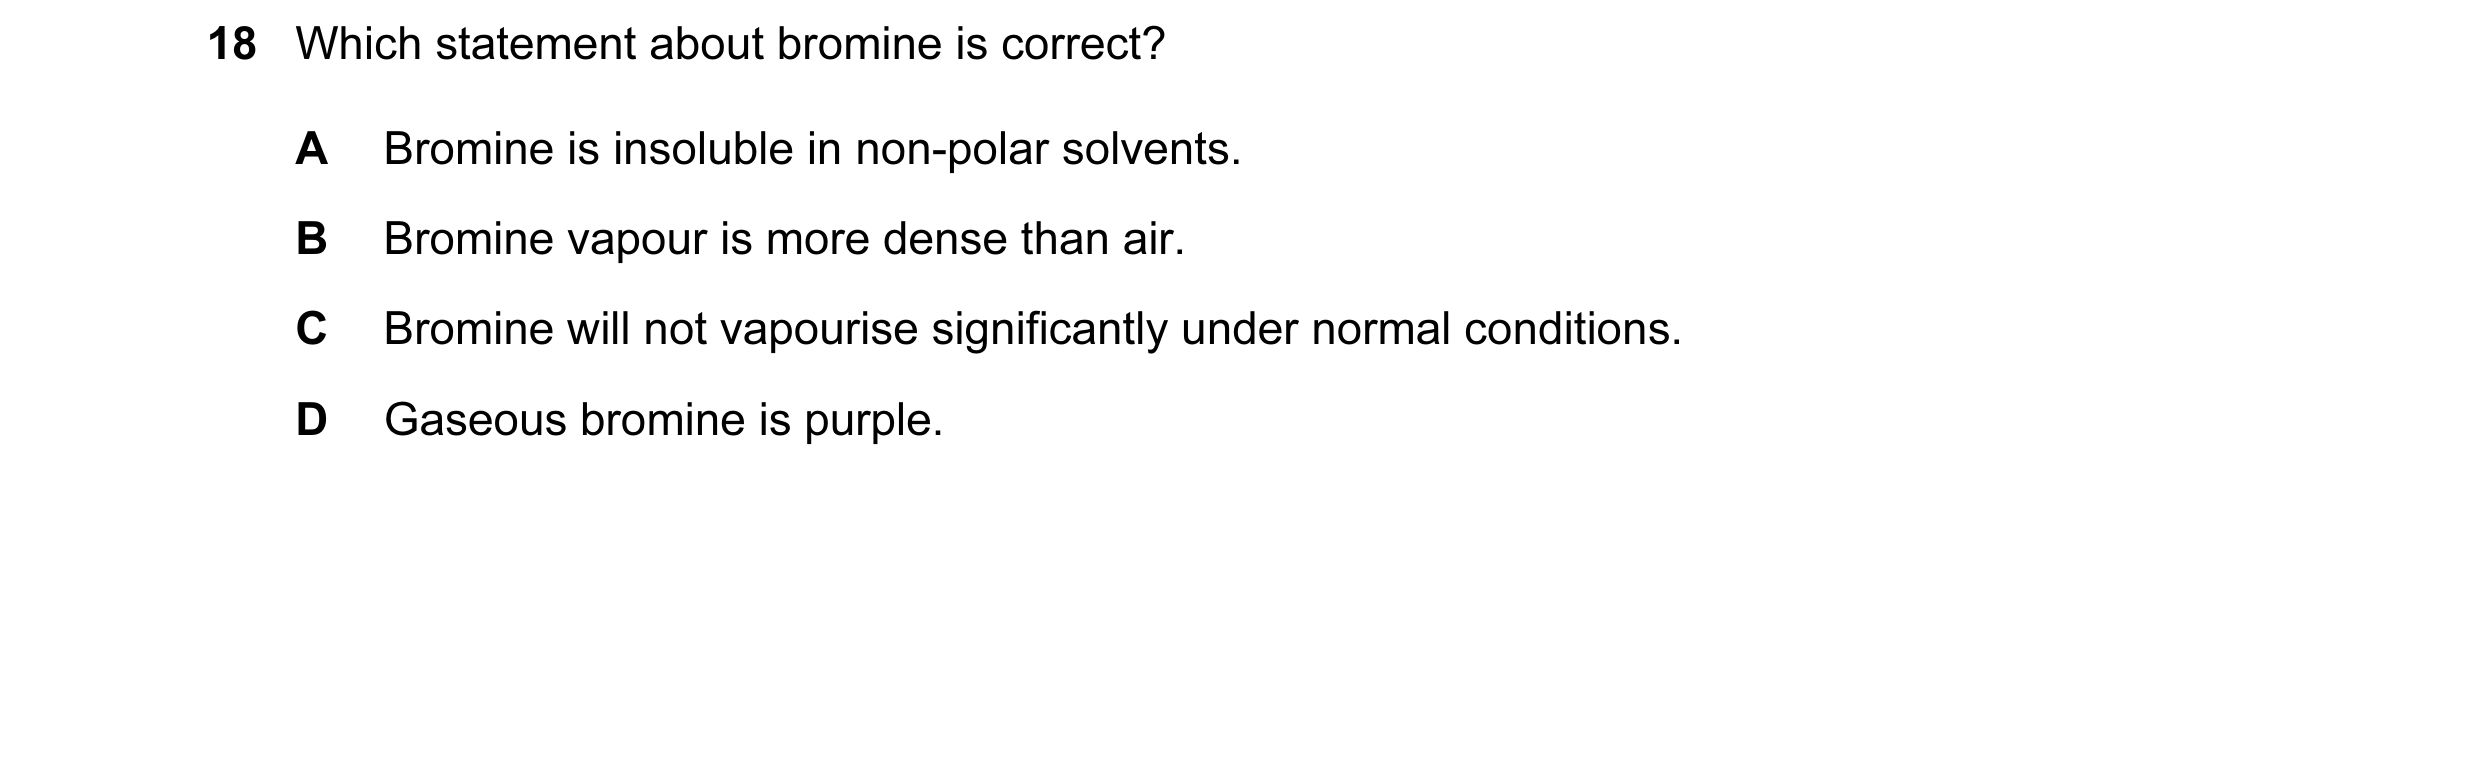 18 Which statement about bromine is correct?
A Bromine is insoluble in non-polar solvents.
B Bromine vapour is more dense than air.
C Bromine will not vapourise significantly under normal conditions.
D Gaseous bromine is purple.